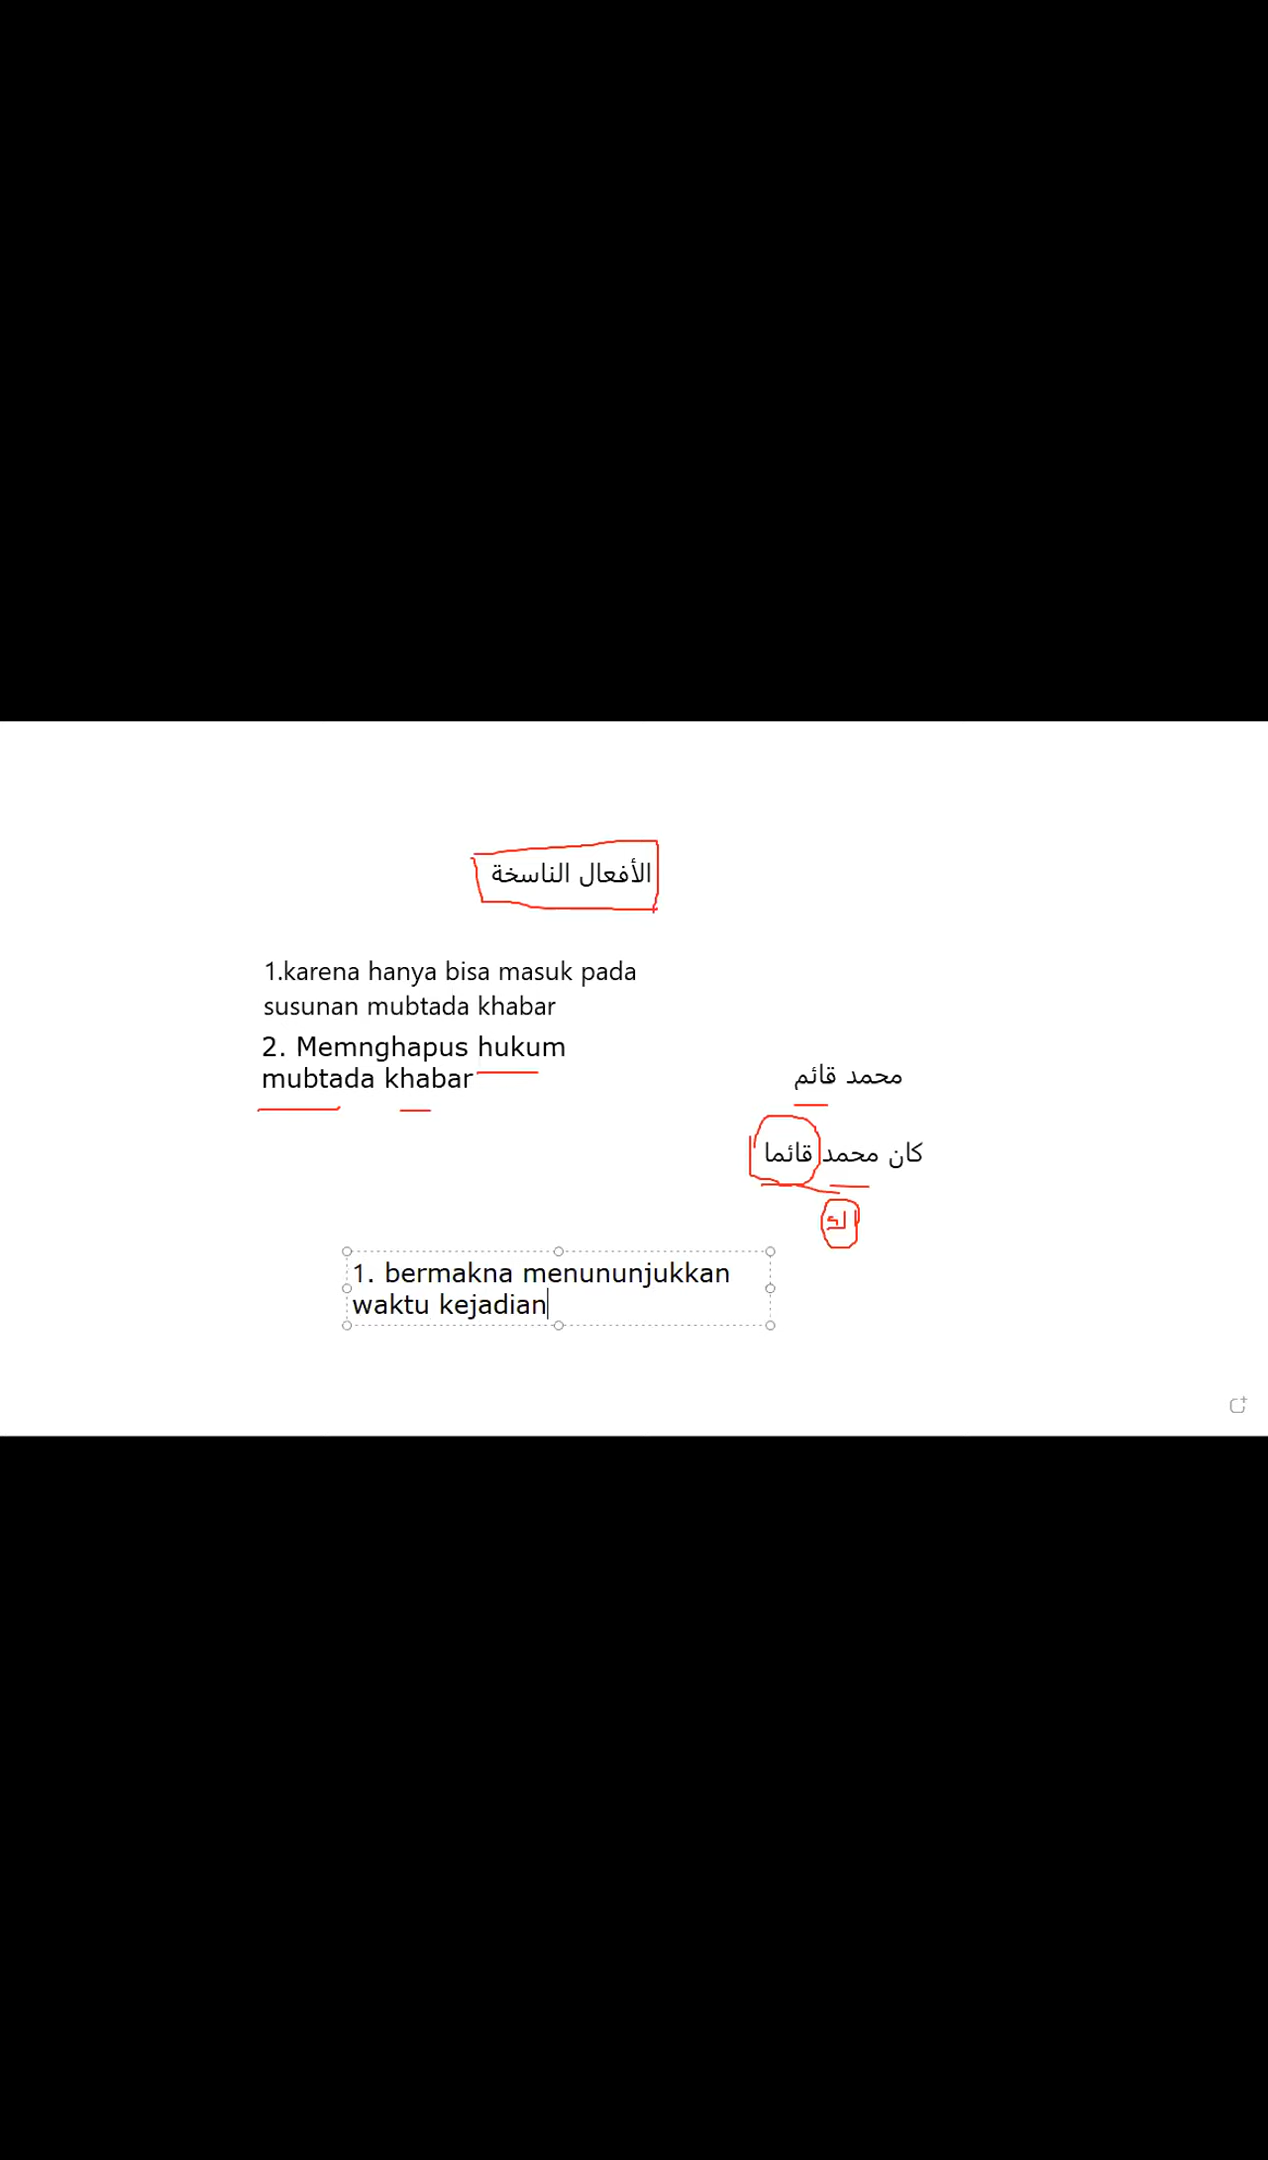 الأفعال الناسخة
1.karena hanya bisa masuk pada
susunan mubtada khabar
2. Memnghapus hukum
mubtada khabar
محمد قائم
كان محمد قائما
1. bermakna menununjukkan
waktu kejadian